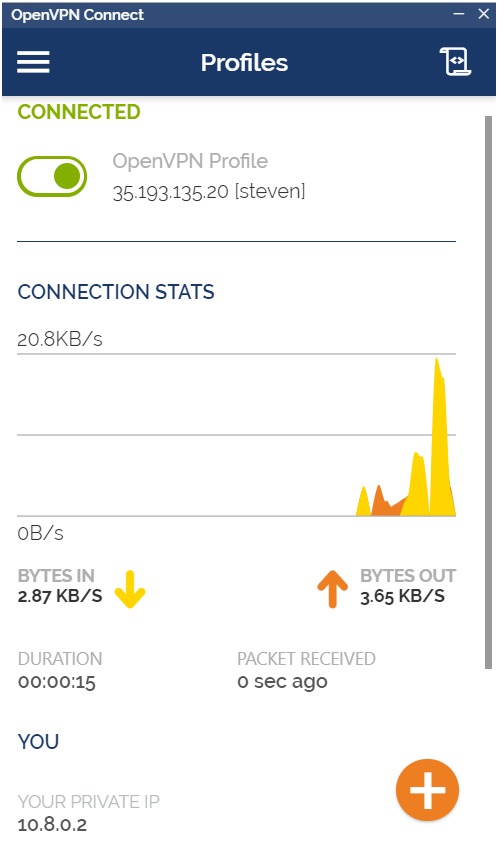 OpenVPN Connect
Profiles
CONNECTED
OpenVPN Profile
35.193.135.20 [steven]
CONNECTION STATS
20.8KB/s
0B/s
BYTES IN
2.87 KB/S
BYTES OUT
3.65 KB/S
DURATION
00:00:15
PACKET RECEIVED
0 sec ago
YOU
YOUR PRIVATE IP
10.8.0.2